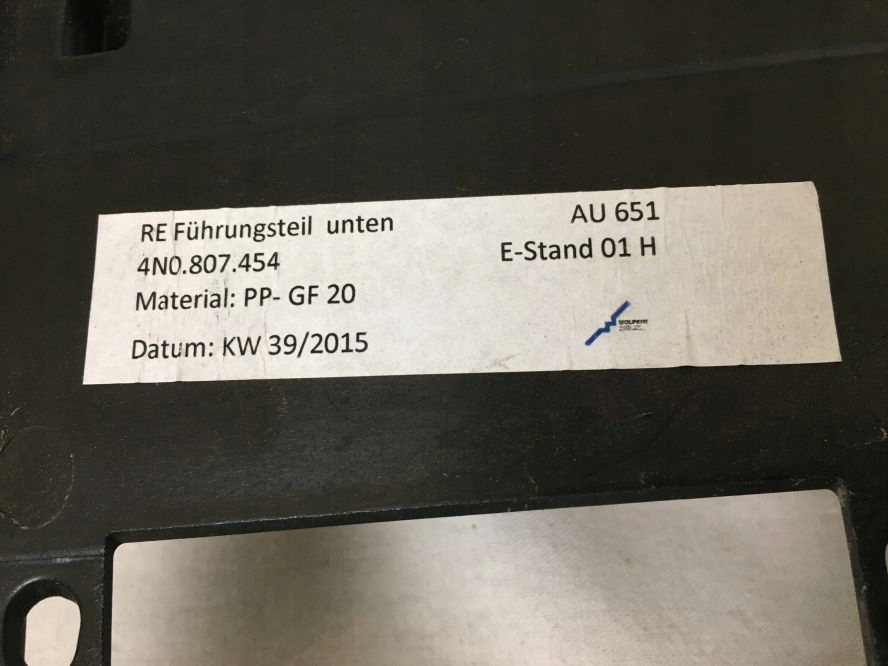 RE Führungsteil unten
AU 651
4N0.807.454
E-Stand 01 H
Material: PP- GF 20
Datum: KW 39/2015